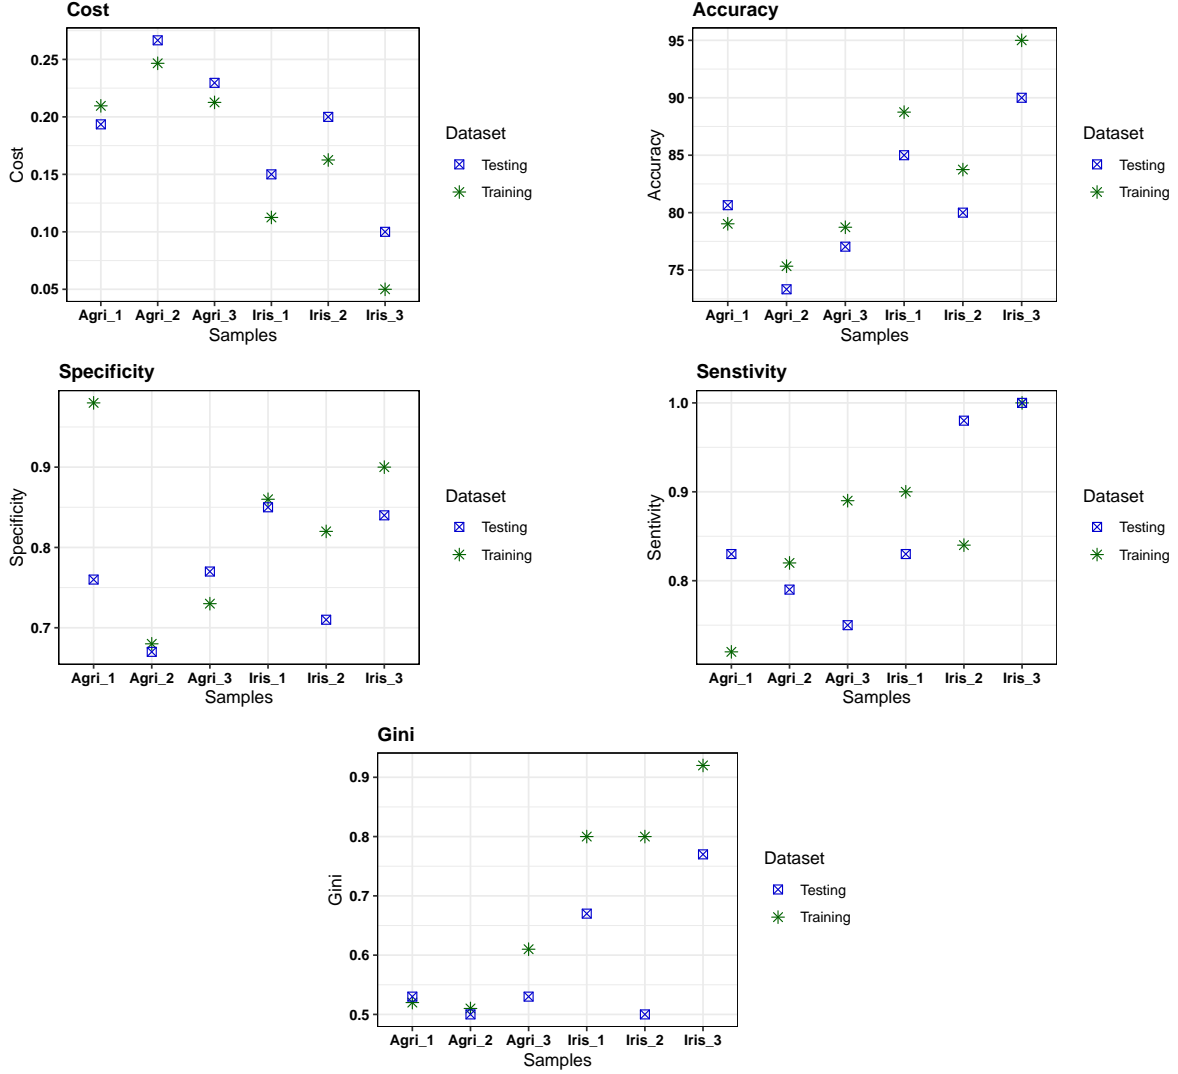 Cost
0.25
0.20
0.15
0.10
0.05
Cost
Agri_1 Agri_2 Agri_3 Iris_1 Iris_2 Iris_3
Samples
Dataset
Testing
Training
Accuracy
95
90
85
80
75
Accuracy
Agri_1 Agri_2 Agri_3 Iris_1 Iris_2 Iris_3
Samples
Dataset
Testing
Training
Specificity
0.9
0.8
0.7
Specificity
Agri_1 Agri_2 Agri_3 Iris_1 Iris_2 Iris_3
Samples
Dataset
Testing
Training
Senstivity
1.0
0.9
0.8
Sentivity
Agri_1 Agri_2 Agri_3 Iris_1 Iris_2 Iris_3
Samples
Dataset
Testing
Training
Gini
0.9
0.8
0.7
0.6
0.5
Gini
Agri_1 Agri_2 Agri_3 Iris_1 Iris_2 Iris_3
Samples
Dataset
Testing
Training